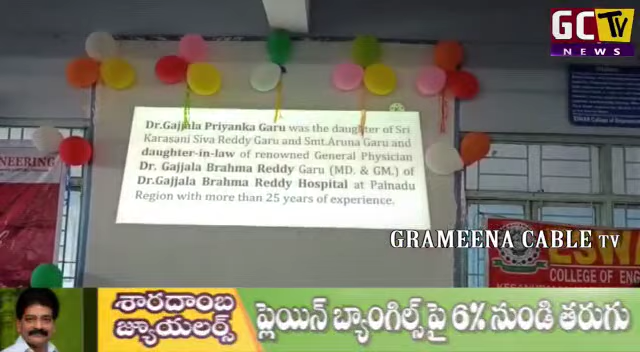 GCTV
NEWS
Dr.Gajjala Priyanka Garu was the daughter of Sri
Karasani Siva Reddy Garu and Smt.Aruna Garu and
daughter-in-law of renowned General Physician
Dr. Gajjala Brahma Reddy Garu (MD. & GM.) of
Dr.Gajjala Brahma Reddy Hospital at Palnadu
Region with more than 25 years of experience.
NEERING
GRAMEENA CABLE TV
ESWA
COLLEGE OF ENG
శారదాంబ
జ్యూయలర్స్
ప్లెయిన్ బ్యాంగిల్స్ పై 6% నుండి తరుగు